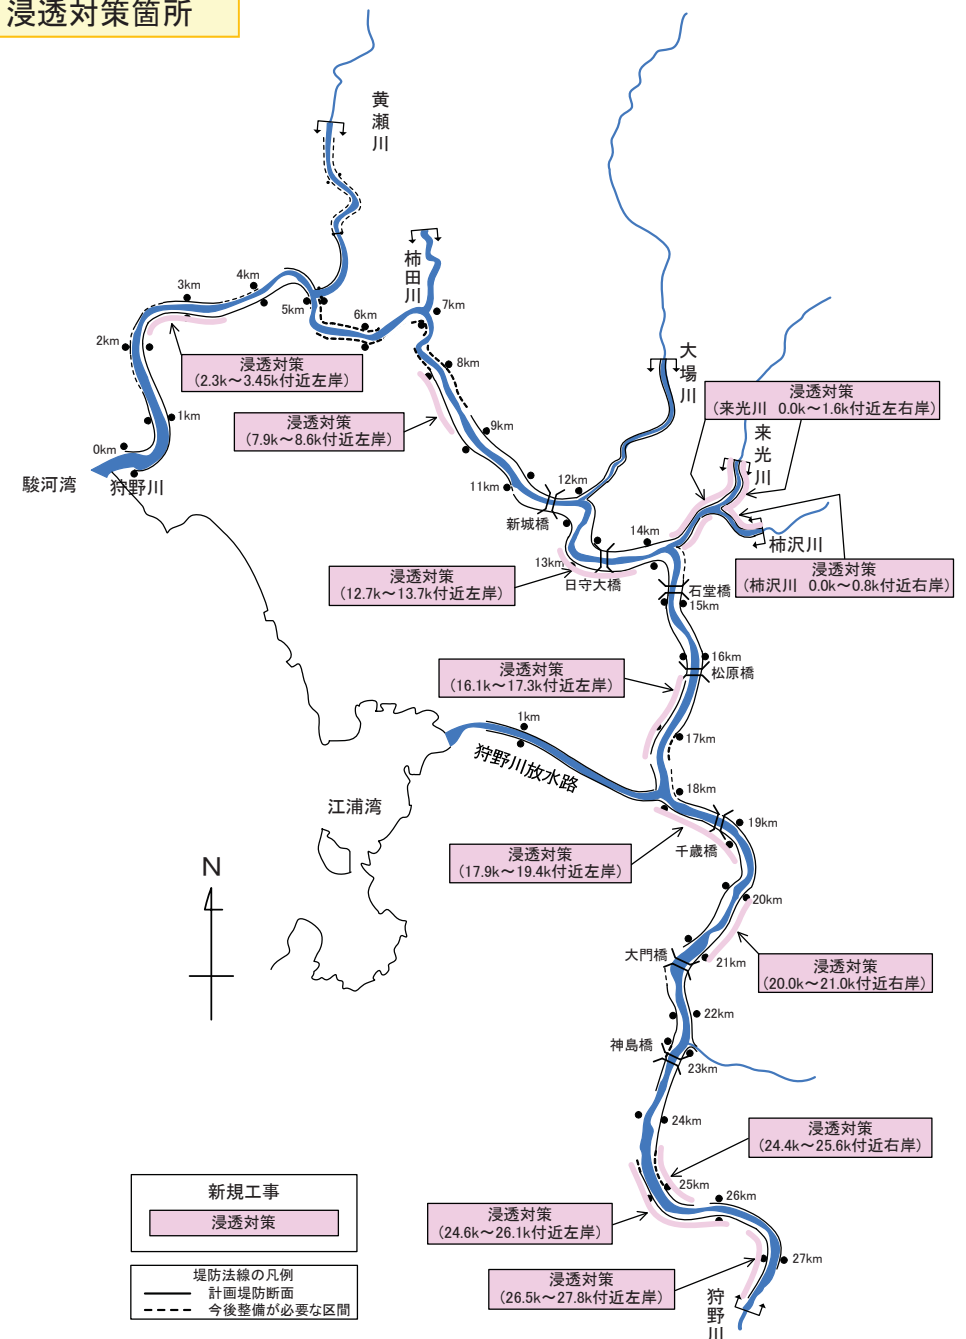 浸透対策箇所
黄瀬川
柿田川
3km
4km
5km
6km
7km
2km
8km
浸透対策
(2.3k～3.45k付近左岸)
大場川
浸透対策
(来光川 0.0k～1.6k付近左右岸)
1km
浸透対策
(7.9k～8.6k付近左岸)
9km
来光川
0km
駿河湾
狩野川
11km
12km
新城橋
14km
柿沢川
13km
日守大橋
浸透対策
(12.7k～13.7k付近左岸)
浸透対策
(柿沢川 0.0k～0.8k付近右岸)
石堂橋
15km
16km
松原橋
浸透対策
(16.1k～17.3k付近左岸)
1km
17km
狩野川放水路
18km
江浦湾
19km
千歳橋
浸透対策
(17.9k～19.4k付近左岸)
N
20km
大門橋
21km
浸透対策
(20.0k～21.0k付近右岸)
22km
神島橋
23km
24km
浸透対策
(24.4k～25.6k付近右岸)
25km
26km
新規工事
浸透対策
浸透対策
(24.6k～26.1k付近左岸)
27km
堤防法線の凡例
計画堤防断面
今後整備が必要な区間
浸透対策
(26.5k～27.8k付近左岸)
狩野川